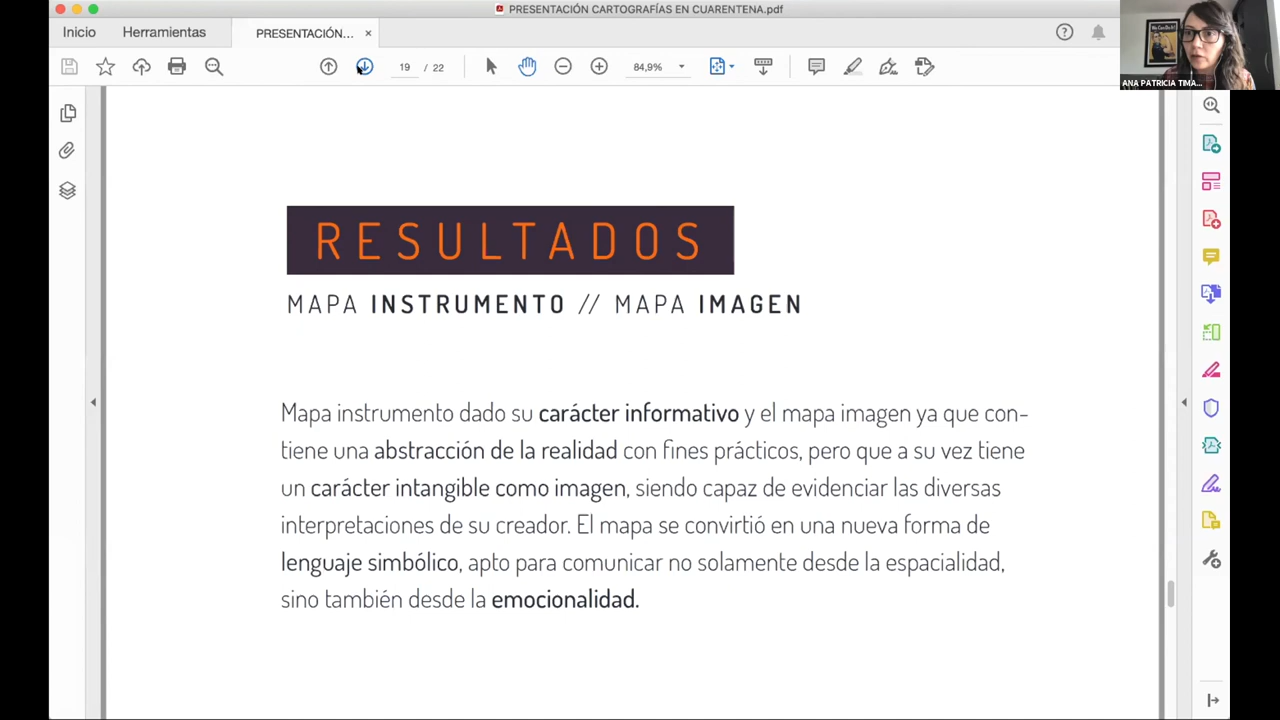 PRESENTACIÓN CARTOGRAFÍAS EN CUARENTENA.pdf
Inicio
Herramientas
PRESENTACIÓN...
19 / 22
84,9%
We Can Do It!
ANA PATRICIA TIMA...
RESULTADOS
MAPA INSTRUMENTO // MAPA IMAGEN
Mapa instrumento dado su carácter informativo y el mapa imagen ya que con-
tiene una abstracción de la realidad con fines prácticos, pero que a su vez tiene
un carácter intangible como imagen, siendo capaz de evidenciar las diversas
interpretaciones de su creador. El mapa se convirtió en una nueva forma de
lenguaje simbólico, apto para comunicar no solamente desde la espacialidad,
sino también desde la emocionalidad.